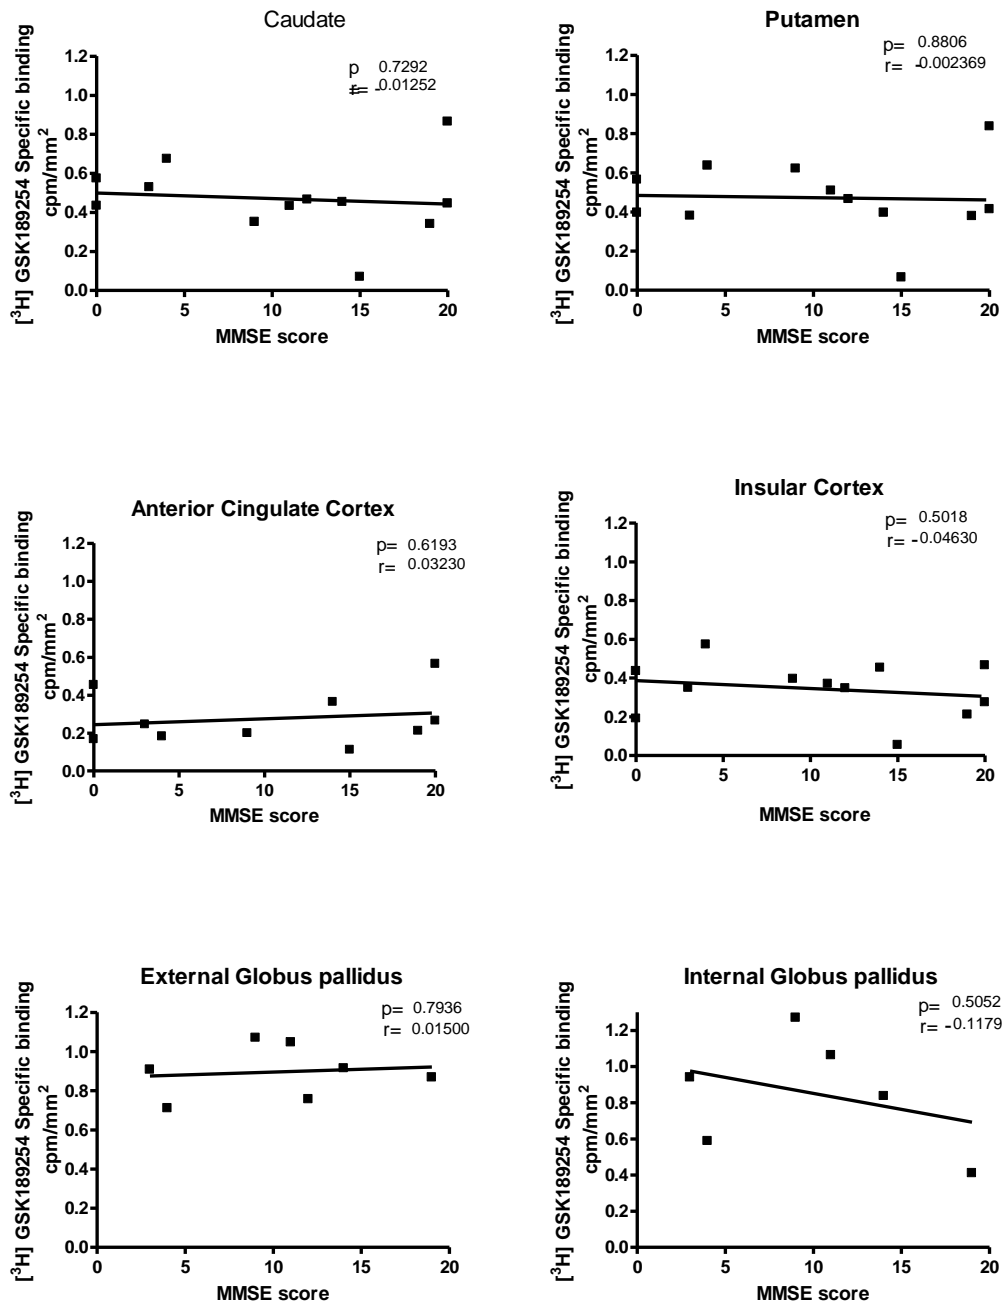 Caudate
p 0.7292
r= -0.01252
[³H] GSK189254 Specific binding
cpm/mm²
1.2
1.0
0.8
0.6
0.4
0.2
0.0
0 5 10 15 20
MMSE score
Putamen
p= 0.8806
r= -0.002369
[³H] GSK189254 Specific binding
cpm/mm²
1.2
1.0
0.8
0.6
0.4
0.2
0.0
0 5 10 15 20
MMSE score
Anterior Cingulate Cortex
p= 0.6193
r= 0.03230
[³H] GSK189254 Specific binding
cpm/mm²
1.2
1.0
0.8
0.6
0.4
0.2
0.0
0 5 10 15 20
MMSE score
Insular Cortex
p= 0.5018
r= -0.04630
[³H] GSK189254 Specific binding
cpm/mm²
1.2
1.0
0.8
0.6
0.4
0.2
0.0
0 5 10 15 20
MMSE score
External Globus pallidus
p= 0.7936
r= 0.01500
[³H] GSK189254 Specific binding
cpm/mm²
1.2
1.0
0.8
0.6
0.4
0.2
0.0
0 5 10 15 20
MMSE score
Internal Globus pallidus
p= 0.5052
r= -0.1179
[³H] GSK189254 Specific binding
cpm/mm²
1.2
1.0
0.8
0.6
0.4
0.2
0.0
0 5 10 15 20
MMSE score